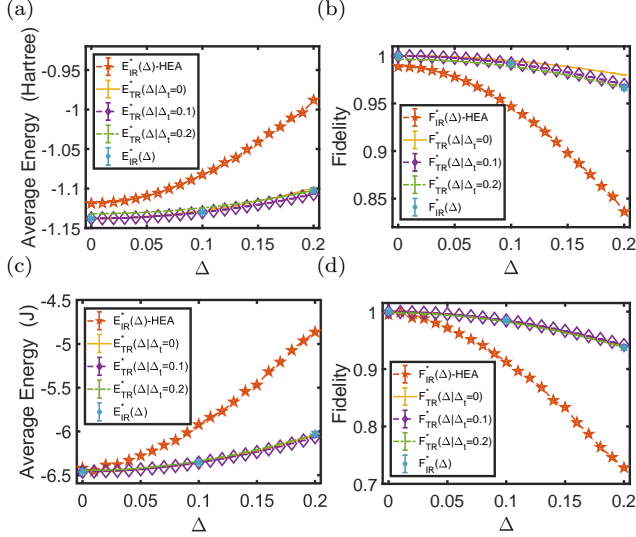 (a)
Average Energy (Hartree)
-0.95
-1
-1.05
-1.1
-1.15
0
0.05
0.1
0.15
0.2
Δ
E*IR(Δ)-HEA
E*TR(Δ|Δt=0)
E*TR(Δ|Δt=0.1)
E*TR(Δ|Δt=0.2)
E*IR(Δ)
(b)
Fidelity
1
0.95
0.9
0.85
0
0.05
0.1
0.15
0.2
Δ
F*IR(Δ)-HEA
F*TR(Δ|Δt=0)
F*TR(Δ|Δt=0.1)
F*TR(Δ|Δt=0.2)
F*IR(Δ)
(c)
Average Energy (J)
-4.5
-5
-5.5
-6
-6.5
0
0.05
0.1
0.15
0.2
Δ
E*IR(Δ)-HEA
E*TR(Δ|Δt=0)
E*TR(Δ|Δt=0.1)
E*TR(Δ|Δt=0.2)
E*IR(Δ)
(d)
Fidelity
1
0.9
0.8
0.7
0
0.05
0.1
0.15
0.2
Δ
F*IR(Δ)-HEA
F*TR(Δ|Δt=0)
F*TR(Δ|Δt=0.1)
F*TR(Δ|Δt=0.2)
F*IR(Δ)